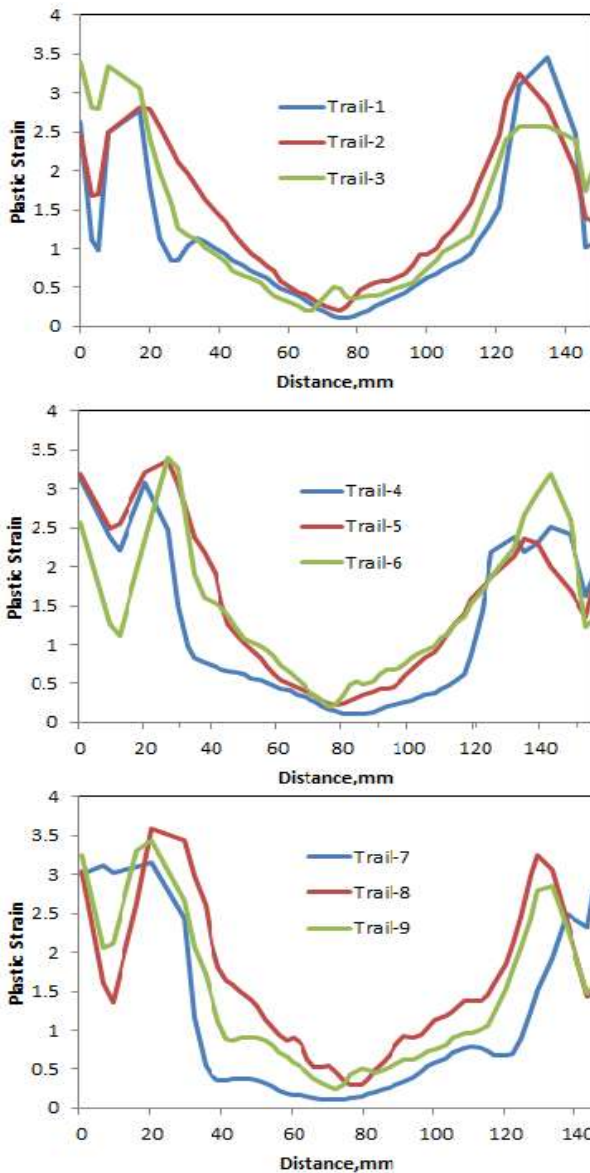 4
3.5
3
2.5
2
1.5
1
0.5
0
Plastic Strain
Trail-1
Trail-2
Trail-3
0 20 40 60 80 100 120 140
Distance,mm
4
3.5
3
2.5
2
1.5
1
0.5
0
Plastic Strain
Trail-4
Trail-5
Trail-6
0 20 40 60 80 100 120 140
Distance,mm
4
3.5
3
2.5
2
1.5
1
0.5
0
Plastic Strain
Trail-7
Trail-8
Trail-9
0 20 40 60 80 100 120 140
Distance,mm